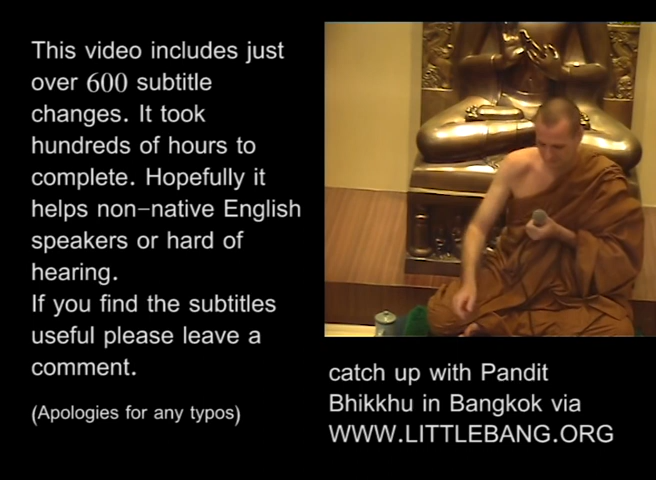 This video includes just
over 600 subtitle
changes. It took
hundreds of hours to
complete. Hopefully it
helps non-native English
speakers or hard of
hearing.
If you find the subtitles
useful please leave a
comment.
(Apologies for any typos)
catch up with Pandit
Bhikkhu in Bangkok via
WWW.LITTLEBANG.ORG